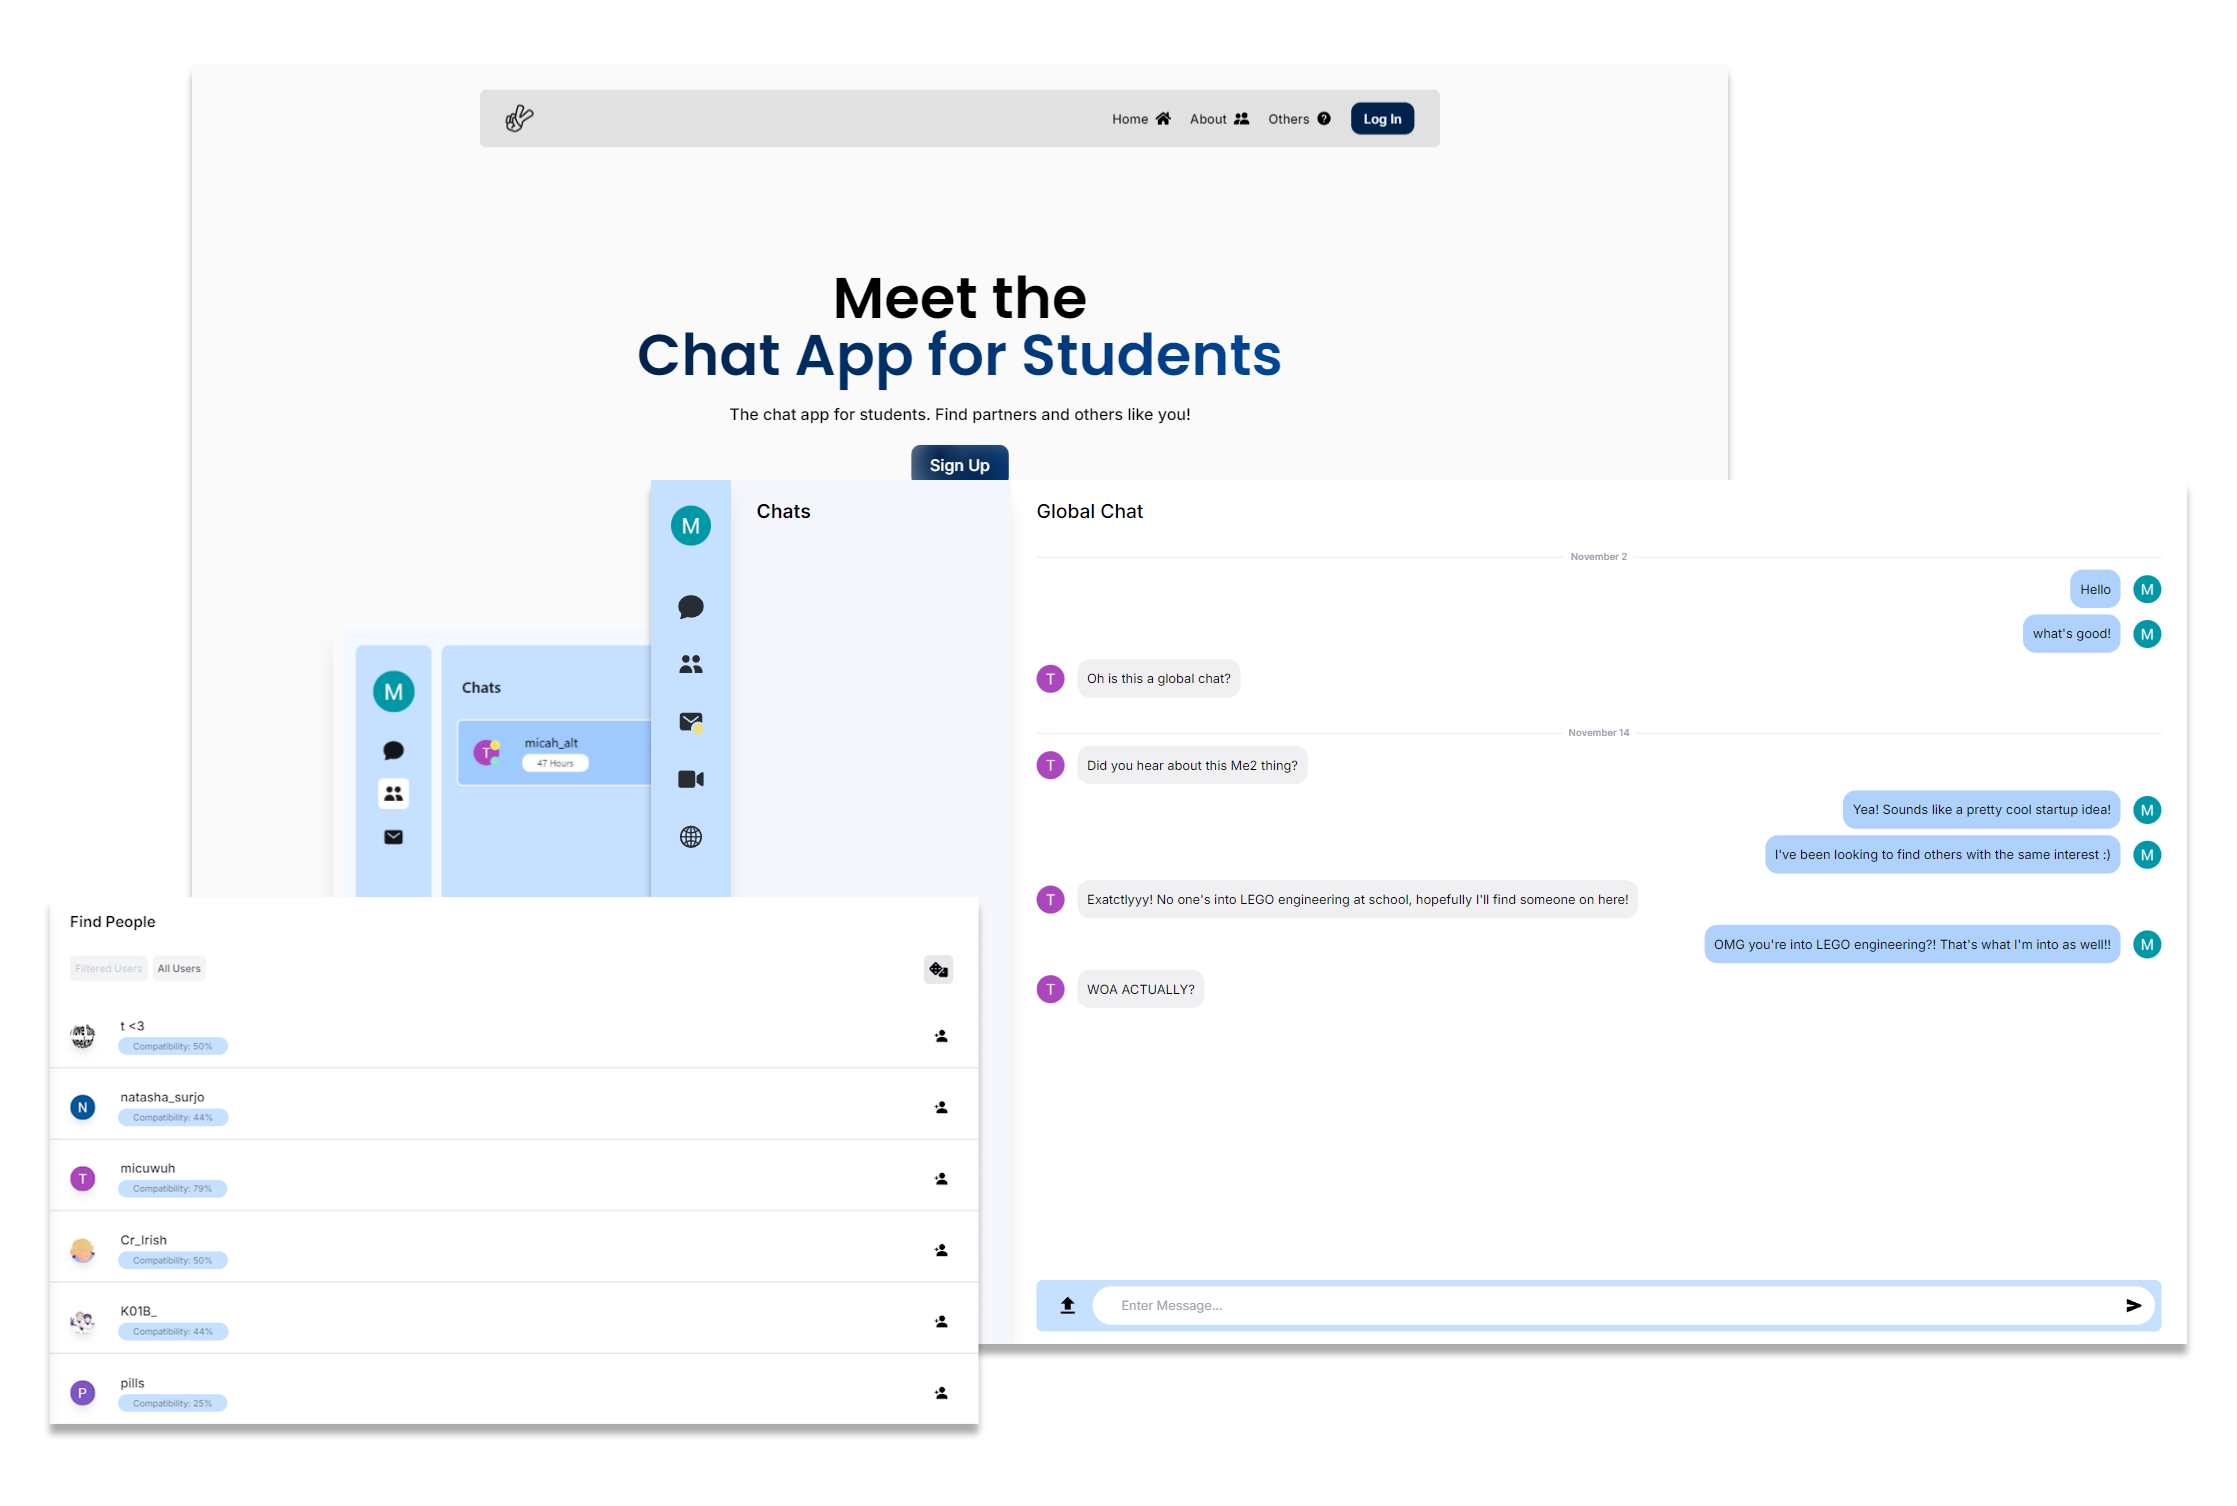 Home
About
Others
Log In
Meet the
Chat App for Students
The chat app for students. Find partners and others like you!
Sign Up
M
Chats
T
micah_alt
47 Hours
M
Chats
Global Chat
November 2
Hello
M
what's good!
M
T
Oh is this a global chat?
November 14
T
Did you hear about this Me2 thing?
Yea! Sounds like a pretty cool startup idea!
M
I've been looking to find others with the same interest :)
M
T
Exatctlyyy! No one's into LEGO engineering at school, hopefully I'll find someone on here!
OMG you're into LEGO engineering?! That's what I'm into as well!!
M
T
WOA ACTUALLY?
Enter Message...
Find People
Filtered Users
All Users
t <3
Compatibility: 50%
N
natasha_surjo
Compatibility: 44%
T
micuwuh
Compatibility: 79%
Cr_Irish
Compatibility: 50%
K01B_
Compatibility: 44%
P
pills
Compatibility: 25%